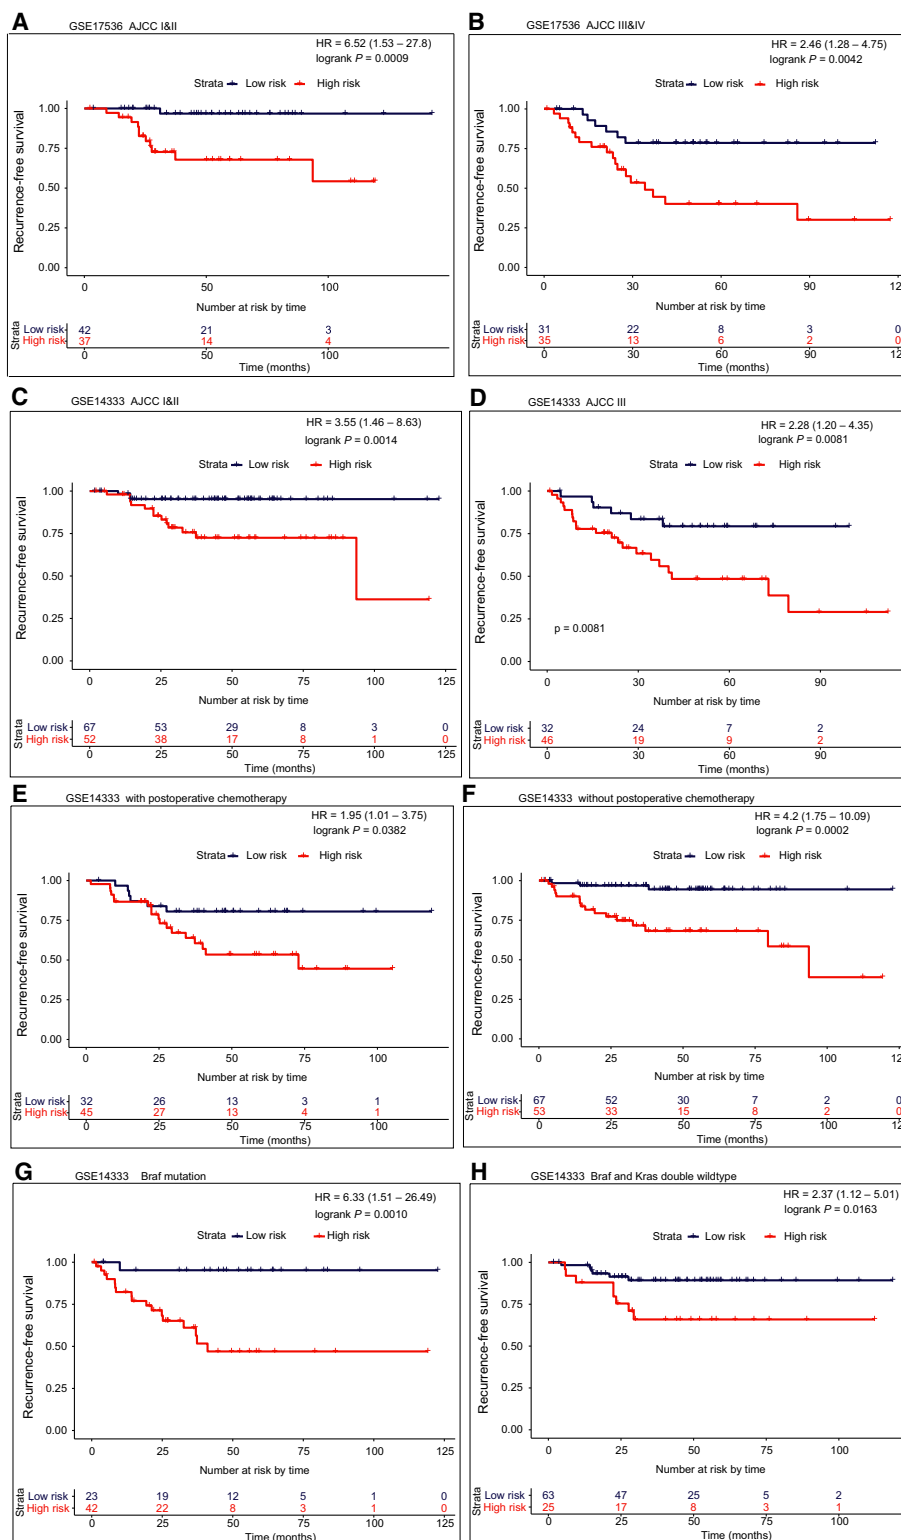 A
GSE17536 AJCC I&II
HR = 6.52 (1.53 – 27.8)
logrank P = 0.0009
Strata Low risk High risk
Recurrence-free survival
1.00
0.75
0.50
0.25
0.00
0 50 100
Number at risk by time
Strata
Low risk 42 21 3
High risk 37 14 4
0 50 100
Time (months)
B
GSE17536 AJCC III&IV
HR = 2.46 (1.28 – 4.75)
logrank P = 0.0042
Strata Low risk High risk
Recurrence-free survival
1.00
0.75
0.50
0.25
0.00
0 30 60 90 12
Number at risk by time
Strata
Low risk 31 22 8 3 0
High risk 35 13 6 2 0
0 30 60 90 12
Time (months)
C
GSE14333 AJCC I&II
HR = 3.55 (1.46 – 8.63)
logrank P = 0.0014
Strata Low risk High risk
Recurrence-free survival
1.00
0.75
0.50
0.25
0.00
0 25 50 75 100 125
Number at risk by time
Strata
Low risk 67 53 29 8 3 0
High risk 52 38 17 8 1 0
0 25 50 75 100 125
Time (months)
D
GSE14333 AJCC III
HR = 2.28 (1.20 – 4.35)
logrank P = 0.0081
Strata Low risk High risk
Recurrence-free survival
1.00
0.75
0.50
0.25
0.00
p = 0.0081
0 30 60 90
Number at risk by time
Strata
Low risk 32 24 7 2
High risk 46 19 9 2
0 30 60 90
Time (months)
E
GSE14333 with postoperative chemotherapy
HR = 1.95 (1.01 – 3.75)
logrank P = 0.0382
Strata Low risk High risk
Recurrence-free survival
1.00
0.75
0.50
0.25
0.00
0 25 50 75 100
Number at risk by time
Strata
Low risk 32 26 13 3 1
High risk 45 27 13 4 1
0 25 50 75 100
Time (months)
F
GSE14333 without postoperative chemotherapy
HR = 4.2 (1.75 – 10.09)
logrank P = 0.0002
Strata Low risk High risk
Recurrence-free survival
1.00
0.75
0.50
0.25
0.00
0 25 50 75 100 12
Number at risk by time
Strata
Low risk 67 52 30 7 2 0
High risk 53 33 15 8 2 0
0 25 50 75 100 12
Time (months)
G
GSE14333 Braf mutation
HR = 6.33 (1.51 – 26.49)
logrank P = 0.0010
Strata Low risk High risk
Recurrence-free survival
1.00
0.75
0.50
0.25
0.00
0 25 50 75 100 125
Number at risk by time
Strata
Low risk 23 19 12 5 1 0
High risk 42 22 8 3 1 0
0 25 50 75 100 125
Time (months)
H
GSE14333 Braf and Kras double wildtype
HR = 2.37 (1.12 – 5.01)
logrank P = 0.0163
Strata Low risk High risk
Recurrence-free survival
1.00
0.75
0.50
0.25
0.00
0 25 50 75 100
Number at risk by time
Strata
Low risk 63 47 25 5 2
High risk 25 17 8 3 1
0 25 50 75 100
Time (months)